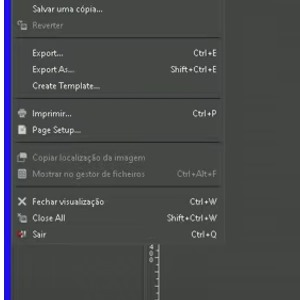 Salvar uma cópia...
Reverter
Export... Ctrl+E
Export As... Shift+Ctrl+E
Create Template...
Imprimir... Ctrl+P
Page Setup...
Copiar localização da imagem
Mostrar no gestor de ficheiros Ctrl+Alt+F
Fechar visualização Ctrl+W
Close All Shift+Ctrl+W
Sair Ctrl+Q
400